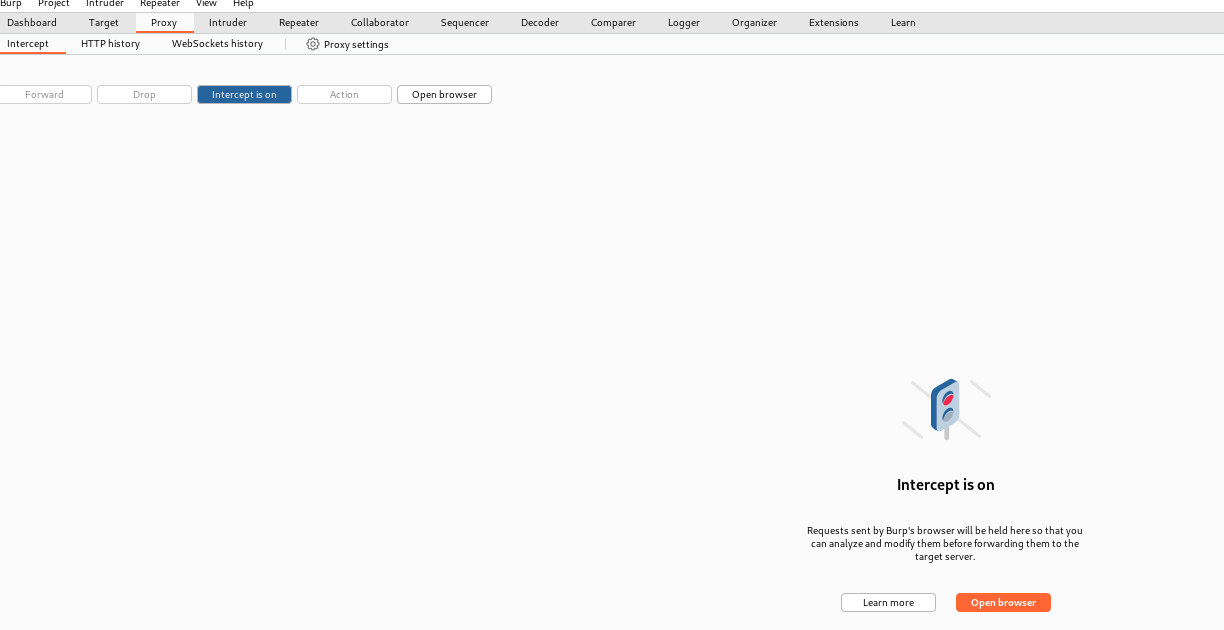 Burp Project Intruder Repeater View Help
Dashboard Target Proxy Intruder Repeater Collaborator Sequencer Decoder Comparer Logger Organizer Extensions Learn
Intercept HTTP history WebSockets history Proxy settings
Forward Drop Intercept is on Action Open browser
Intercept is on
Requests sent by Burp's browser will be held here so that you
can analyze and modify them before forwarding them to the
target server.
Learn more Open browser